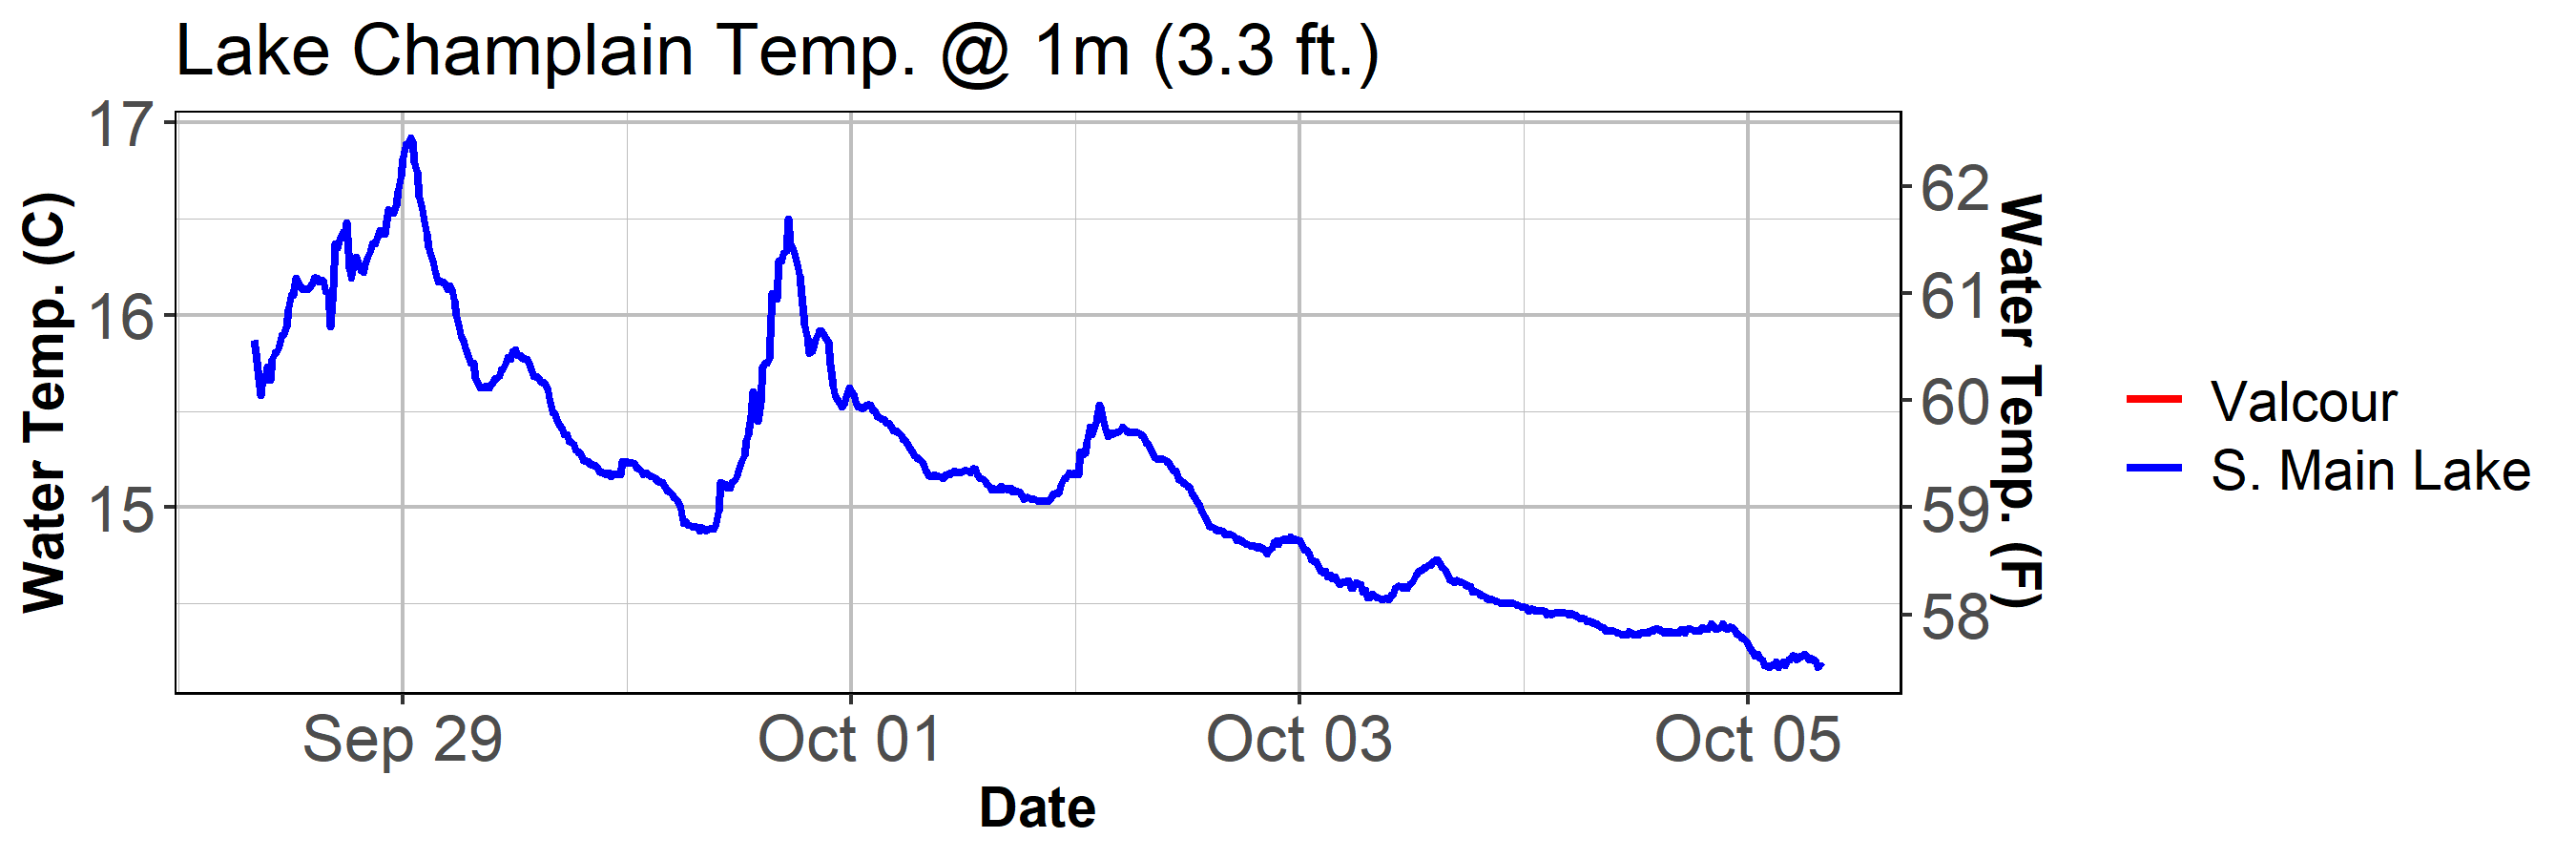 Lake Champlain Temp. @ 1m (3.3 ft.)
Water Temp. (C)
17
16
15
62
61
60
59
58
Water Temp. (F)
Sep 29 Oct 01 Oct 03 Oct 05
Date
Valcour
S. Main Lake